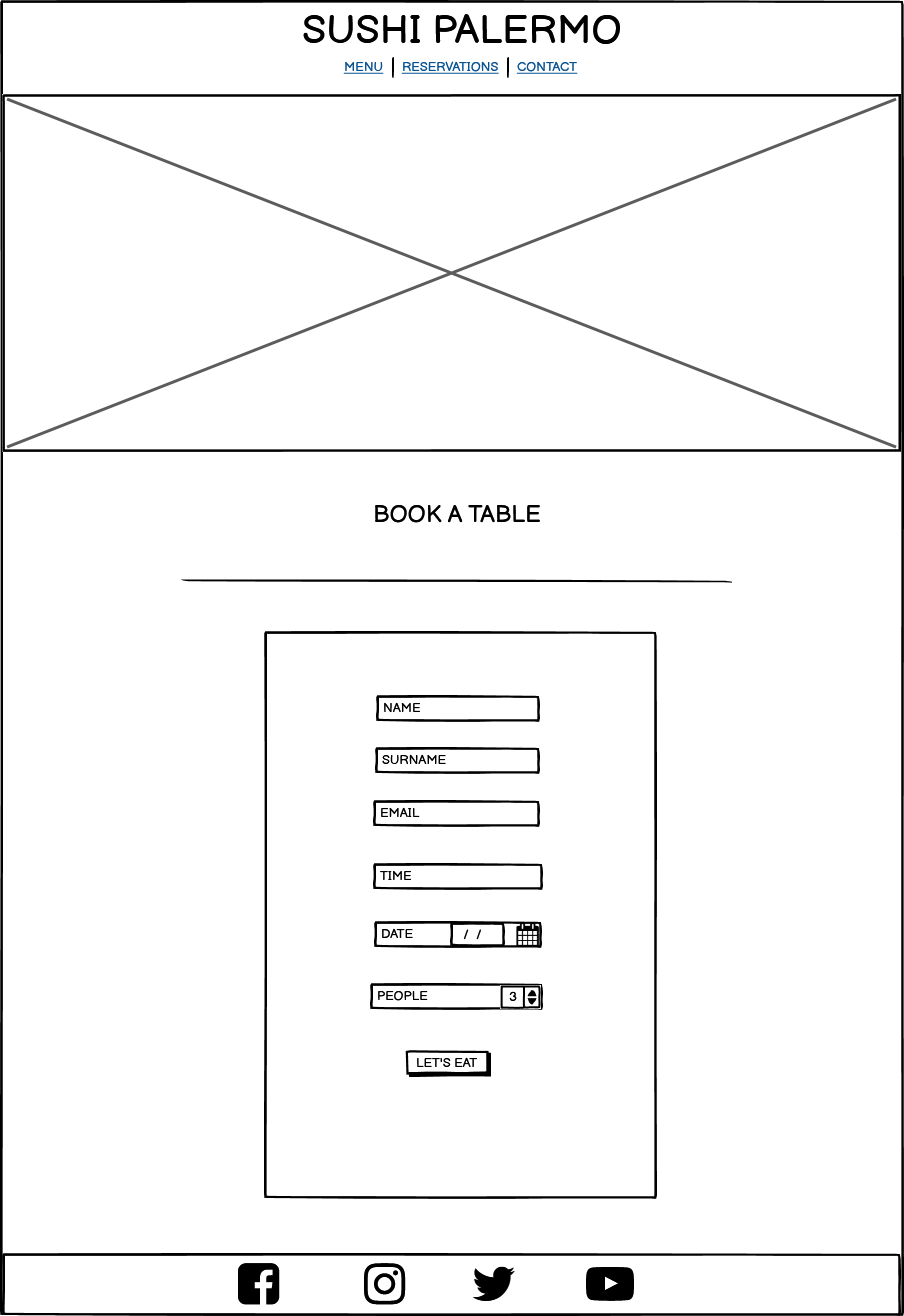 SUSHI PALERMO
MENU | RESERVATIONS | CONTACT
BOOK A TABLE
NAME
SURNAME
EMAIL
TIME
DATE / /
PEOPLE 3
LET'S EAT